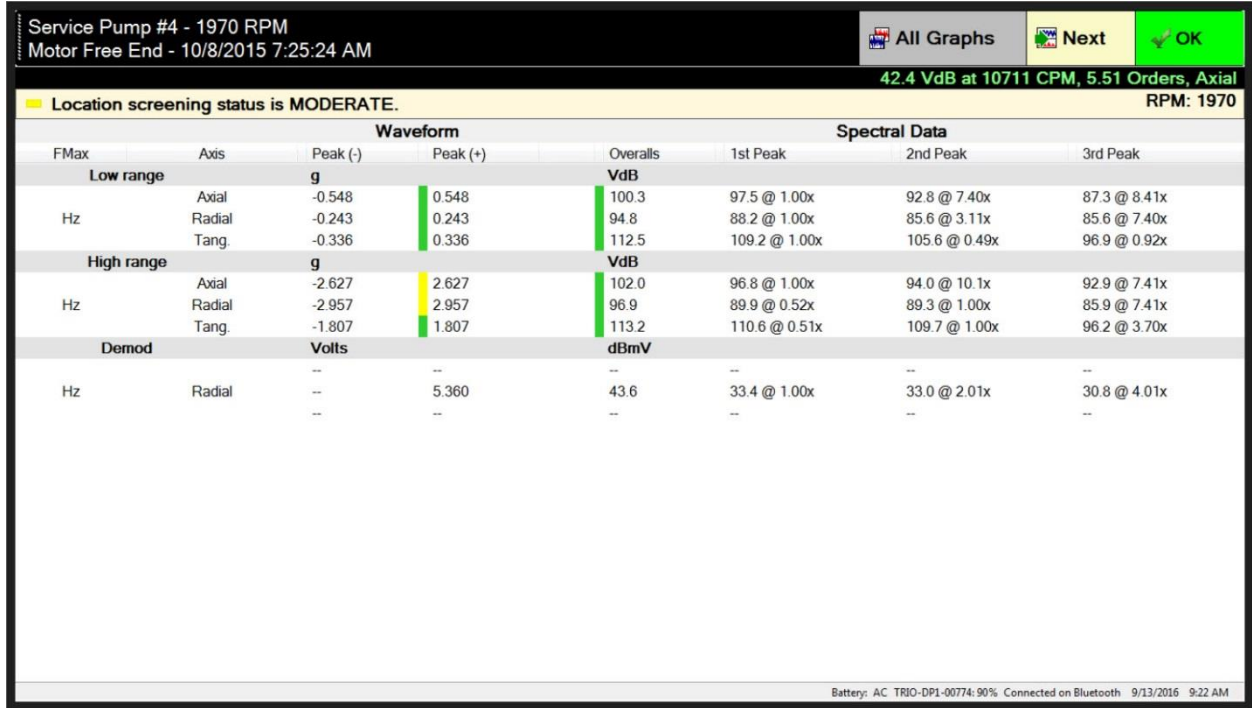 Service Pump #4 - 1970 RPM
Motor Free End - 10/8/2015 7:25:24 AM
All Graphs
Next
OK
42.4 VdB at 10711 CPM, 5.51 Orders, Axial
Location screening status is MODERATE. RPM: 1970
Waveform Spectral Data
FMax Axis Peak (-) Peak (+) Overalls 1st Peak 2nd Peak 3rd Peak
Low range g VdB
Axial -0.548 0.548 100.3 97.5 @ 1.00x 92.8 @ 7.40x 87.3 @ 8.41x
Hz Radial -0.243 0.243 94.8 88.2 @ 1.00x 85.6 @ 3.11x 85.6 @ 7.40x
Tang. -0.336 0.336 112.5 109.2 @ 1.00x 105.6 @ 0.49x 96.9 @ 0.92x
High range g VdB
Axial -2.627 2.627 102.0 96.8 @ 1.00x 94.0 @ 10.1x 92.9 @ 7.41x
Hz Radial -2.957 2.957 96.9 89.9 @ 0.52x 89.3 @ 1.00x 85.9 @ 7.41x
Tang. -1.807 1.807 113.2 110.6 @ 0.51x 109.7 @ 1.00x 96.2 @ 3.70x
Demod Volts dBmV
-- -- -- -- -- --
Hz Radial -- 5.360 43.6 33.4 @ 1.00x 33.0 @ 2.01x 30.8 @ 4.01x
-- -- -- -- -- --
Battery: AC TRIO-DP1-00774: 90% Connected on Bluetooth 9/13/2016 9:22 AM